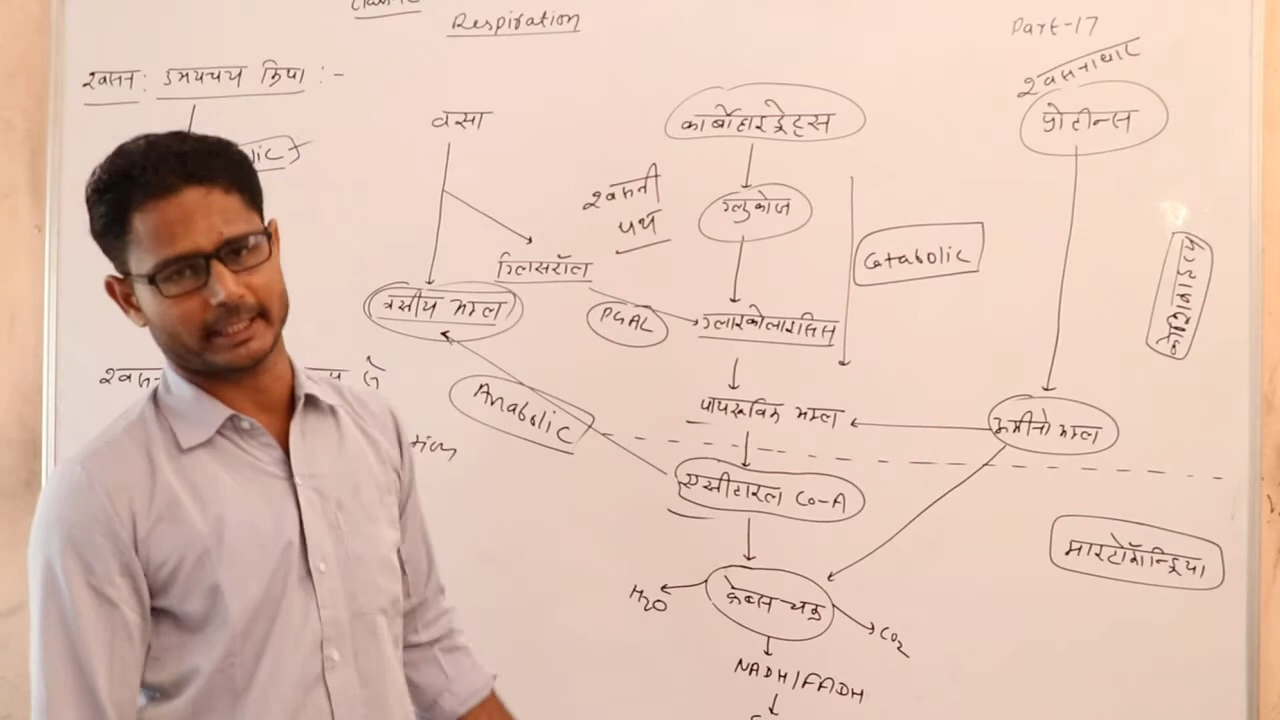 Respiration
Part-17
श्वसन: उभयचय क्रिया :-
श्वसनाधार
वसा
कार्बोहाइड्रेट्स
प्रोटीन्स
श्वसनी
पथ
ग्लुकोज
Catabolic
ग्लिसरॉल
वसीय अम्ल
PGAL
ग्लाइकोलाइसिस
साइटोप्लाज्म
Anabolic
पायरूविक अम्ल
अमीनो अम्ल
एसीटाइल Co-A
माइटोकॉन्ड्रिया
क्रेब्स चक्र
H2O
CO2
NADH/FADH